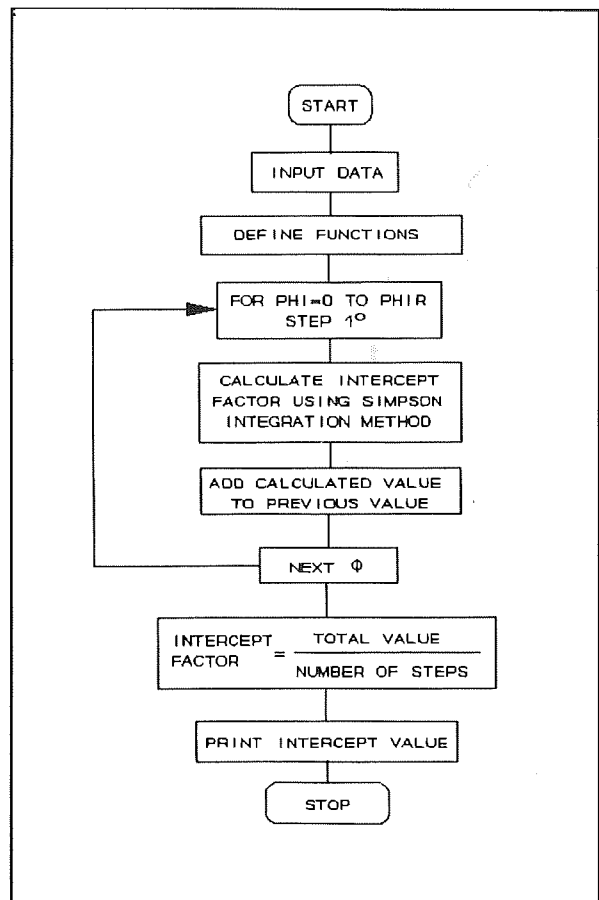 START
INPUT DATA
DEFINE FUNCTIONS
FOR PHI=0 TO PHIR
STEP 1º
CALCULATE INTERCEPT
FACTOR USING SIMPSON
INTEGRATION METHOD
ADD CALCULATED VALUE
TO PREVIOUS VALUE
NEXT Φ
INTERCEPT FACTOR = TOTAL VALUE / NUMBER OF STEPS
PRINT INTERCEPT VALUE
STOP